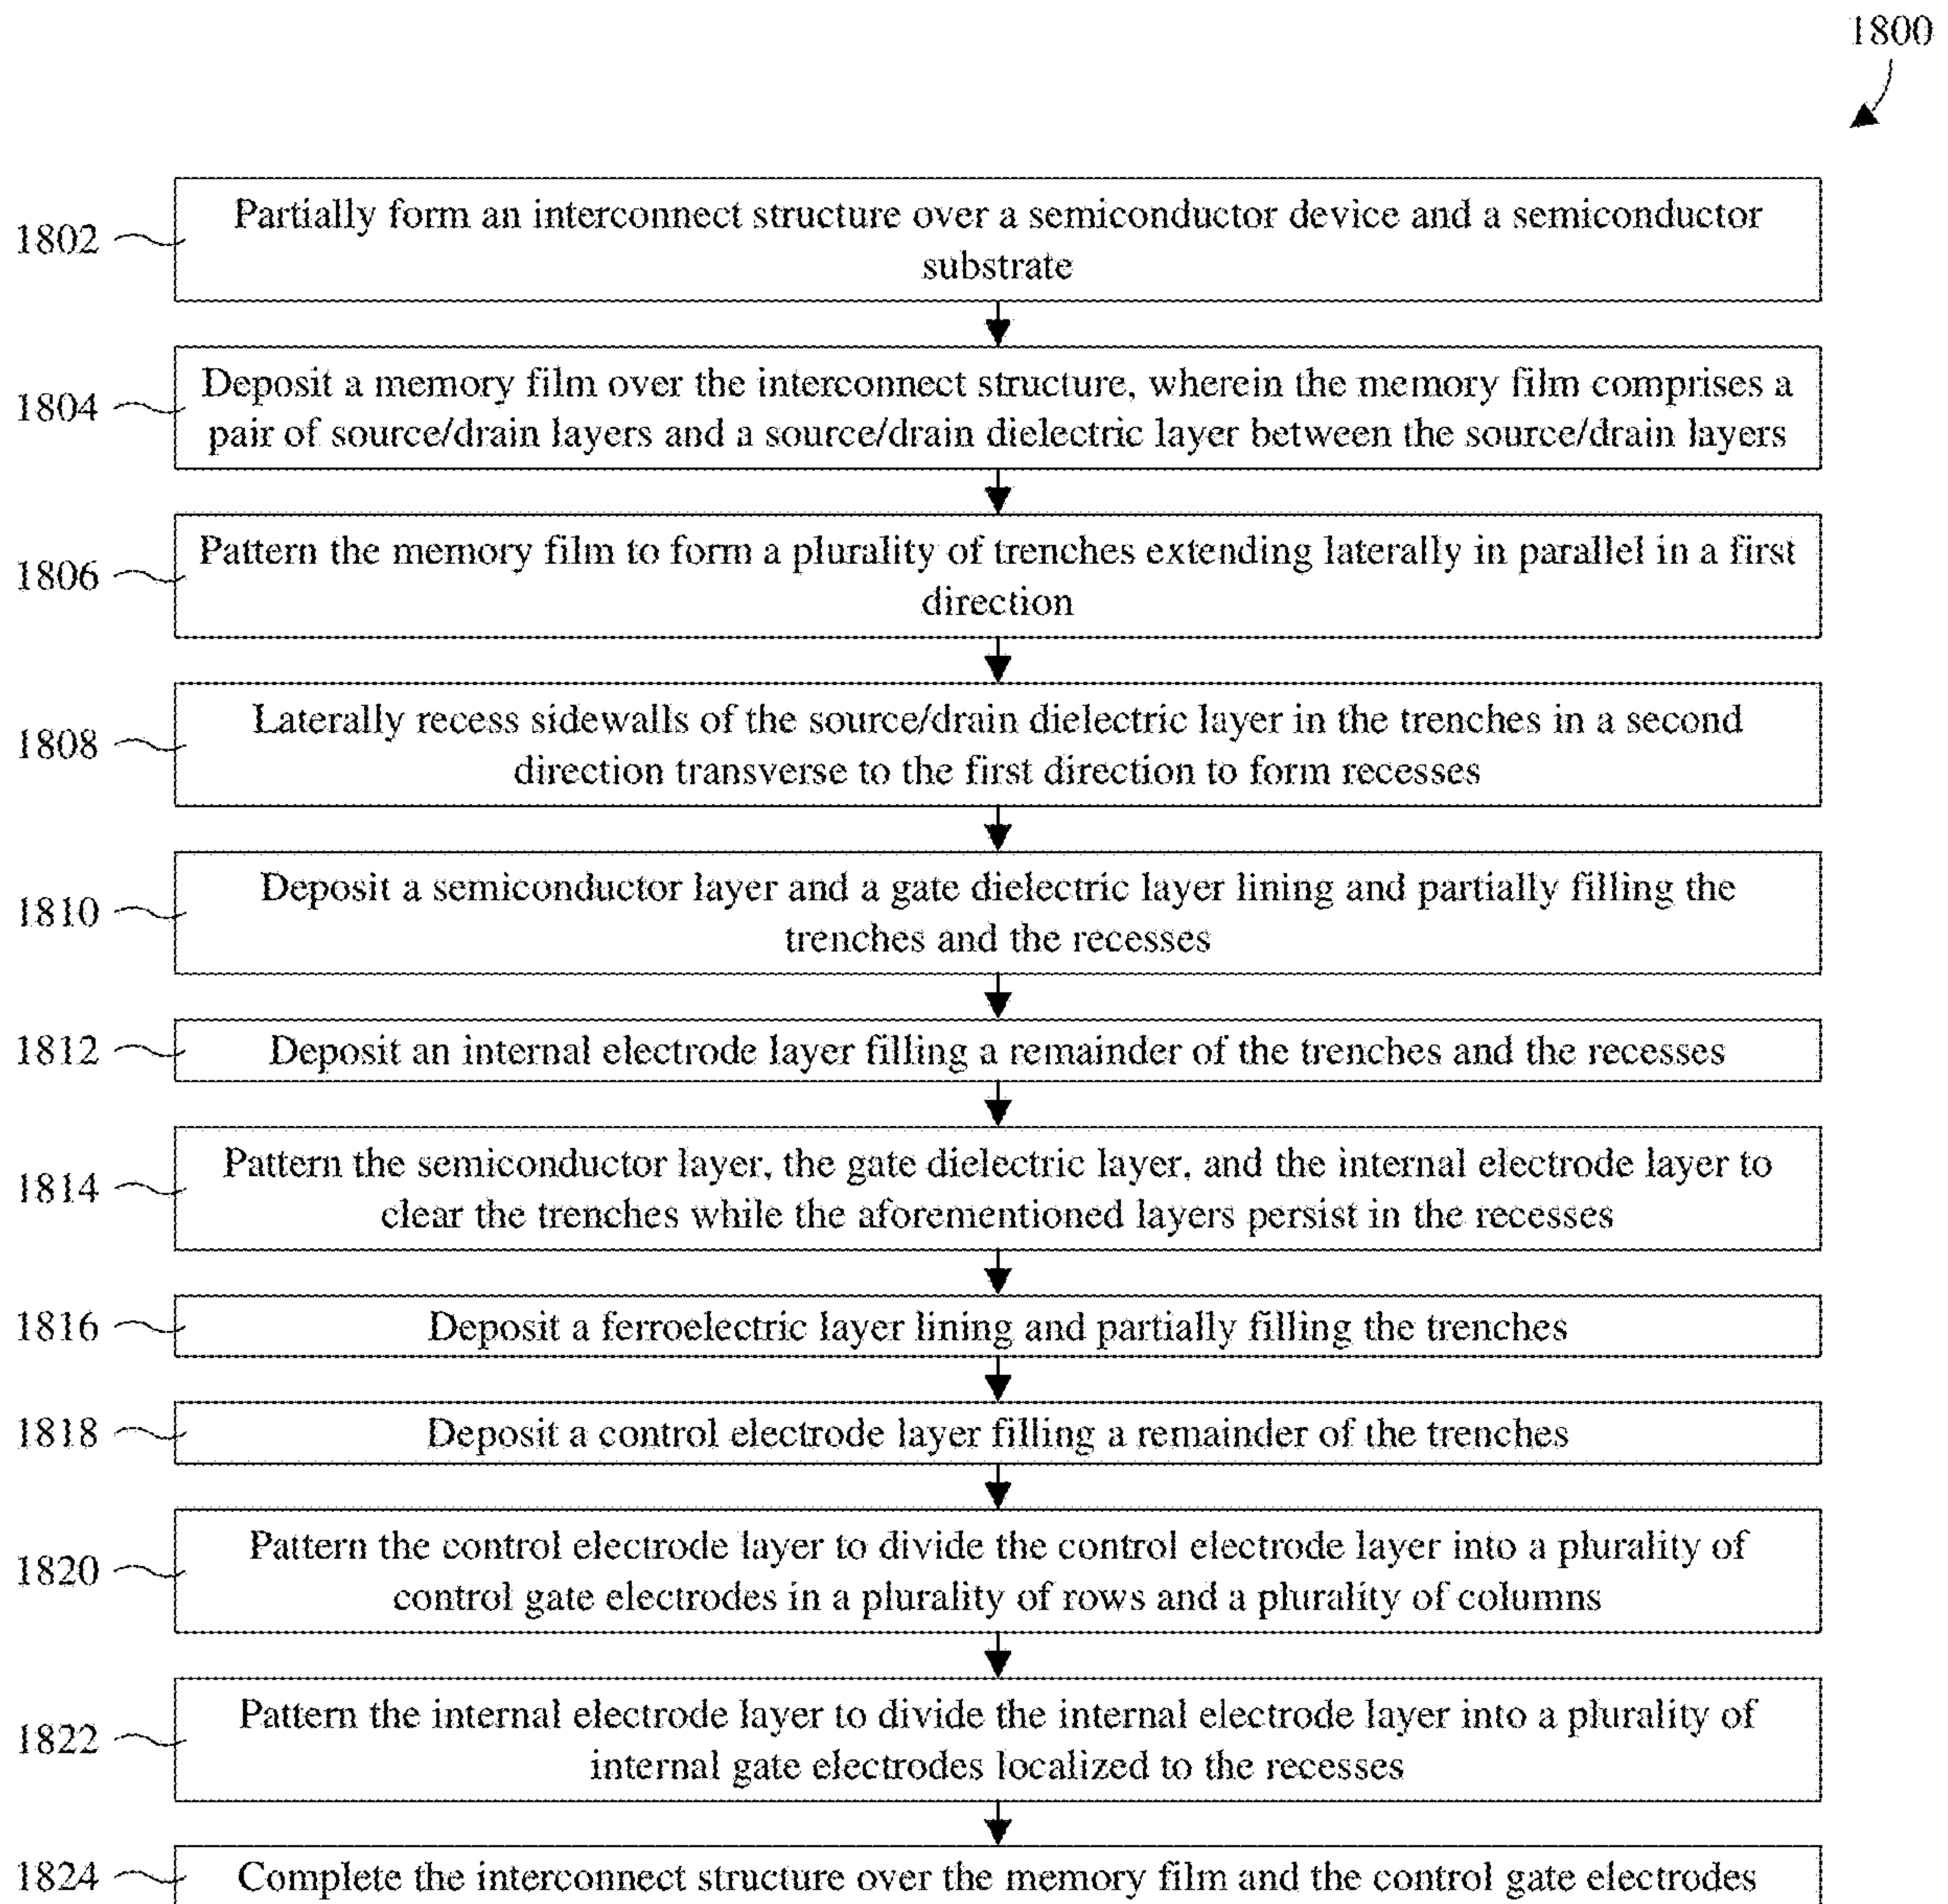 1800
1802
Partially form an interconnect structure over a semiconductor device and a semiconductor
substrate
1804
Deposit a memory film over the interconnect structure, wherein the memory film comprises a
pair of source/drain layers and a source/drain dielectric layer between the source/drain layers
1806
Pattern the memory film to form a plurality of trenches extending laterally in parallel in a first
direction
1808
Laterally recess sidewalls of the source/drain dielectric layer in the trenches in a second
direction transverse to the first direction to form recesses
1810
Deposit a semiconductor layer and a gate dielectric layer lining and partially filling the
trenches and the recesses
1812
Deposit an internal electrode layer filling a remainder of the trenches and the recesses
1814
Pattern the semiconductor layer, the gate dielectric layer, and the internal electrode layer to
clear the trenches while the aforementioned layers persist in the recesses
1816
Deposit a ferroelectric layer lining and partially filling the trenches
1818
Deposit a control electrode layer filling a remainder of the trenches
1820
Pattern the control electrode layer to divide the control electrode layer into a plurality of
control gate electrodes in a plurality of rows and a plurality of columns
1822
Pattern the internal electrode layer to divide the internal electrode layer into a plurality of
internal gate electrodes localized to the recesses
1824
Complete the interconnect structure over the memory film and the control gate electrodes